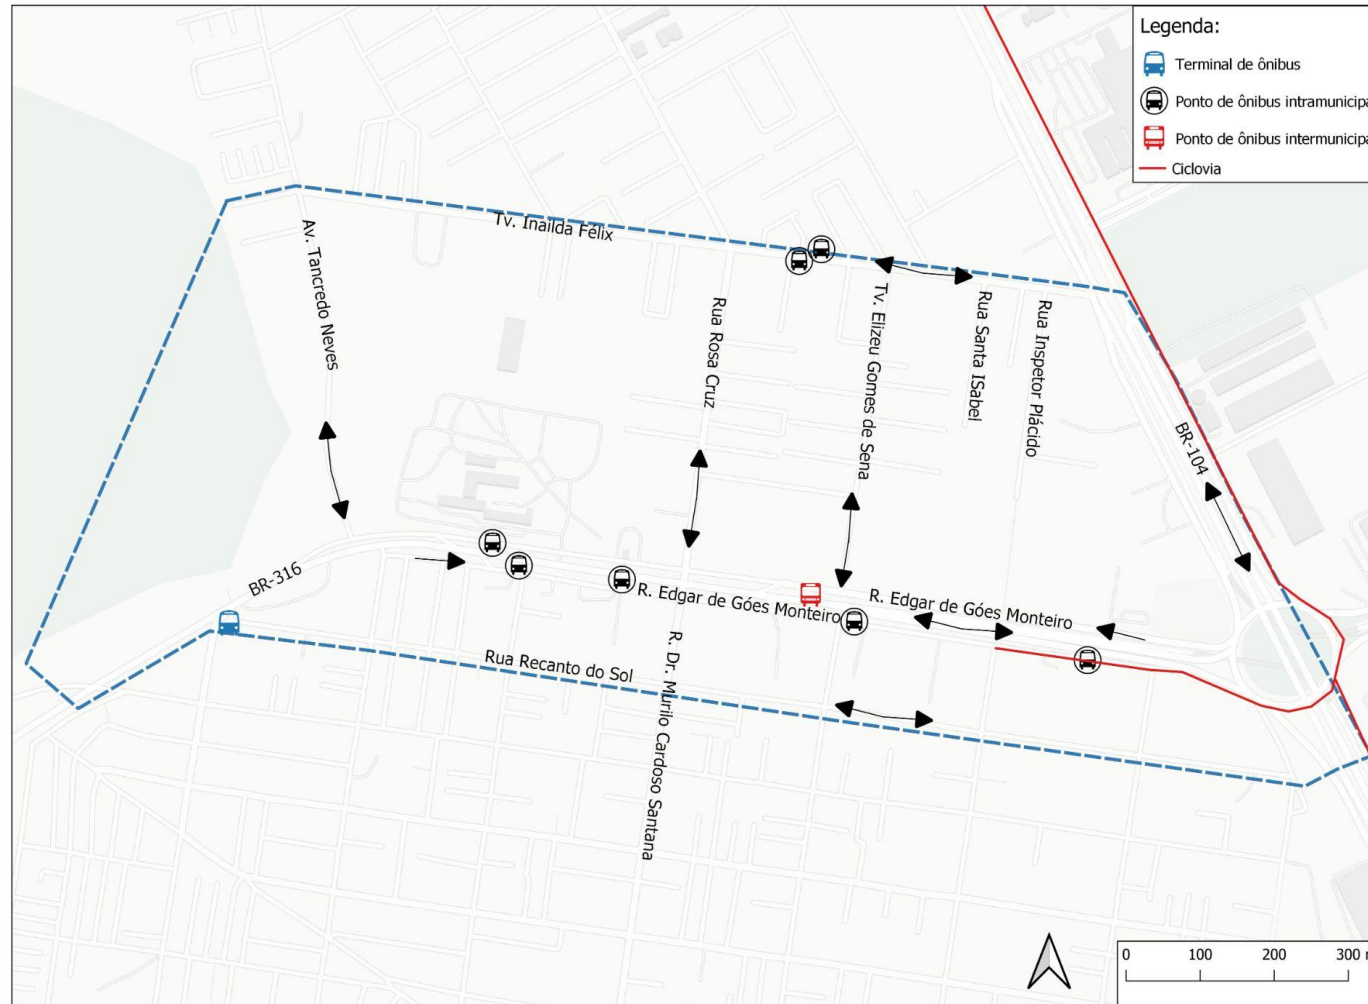 Legenda:
Terminal de ônibus
Ponto de ônibus intramunicipa
Ponto de ônibus intermunicipa
Ciclovia
Tv. Inailda Félix
Av. Tancredo Neves
Rua Rosa Cruz
Tv. Elizeu Gomes de Sena
Rua Santa ISabel
Rua Inspetor Plácido
BR-104
BR-316
R. Edgar de Góes Monteiro
R. Edgar de Góes Monteiro
Rua Recanto do Sol
R. Dr. Murilo Cardoso Santana
0 100 200 300 m